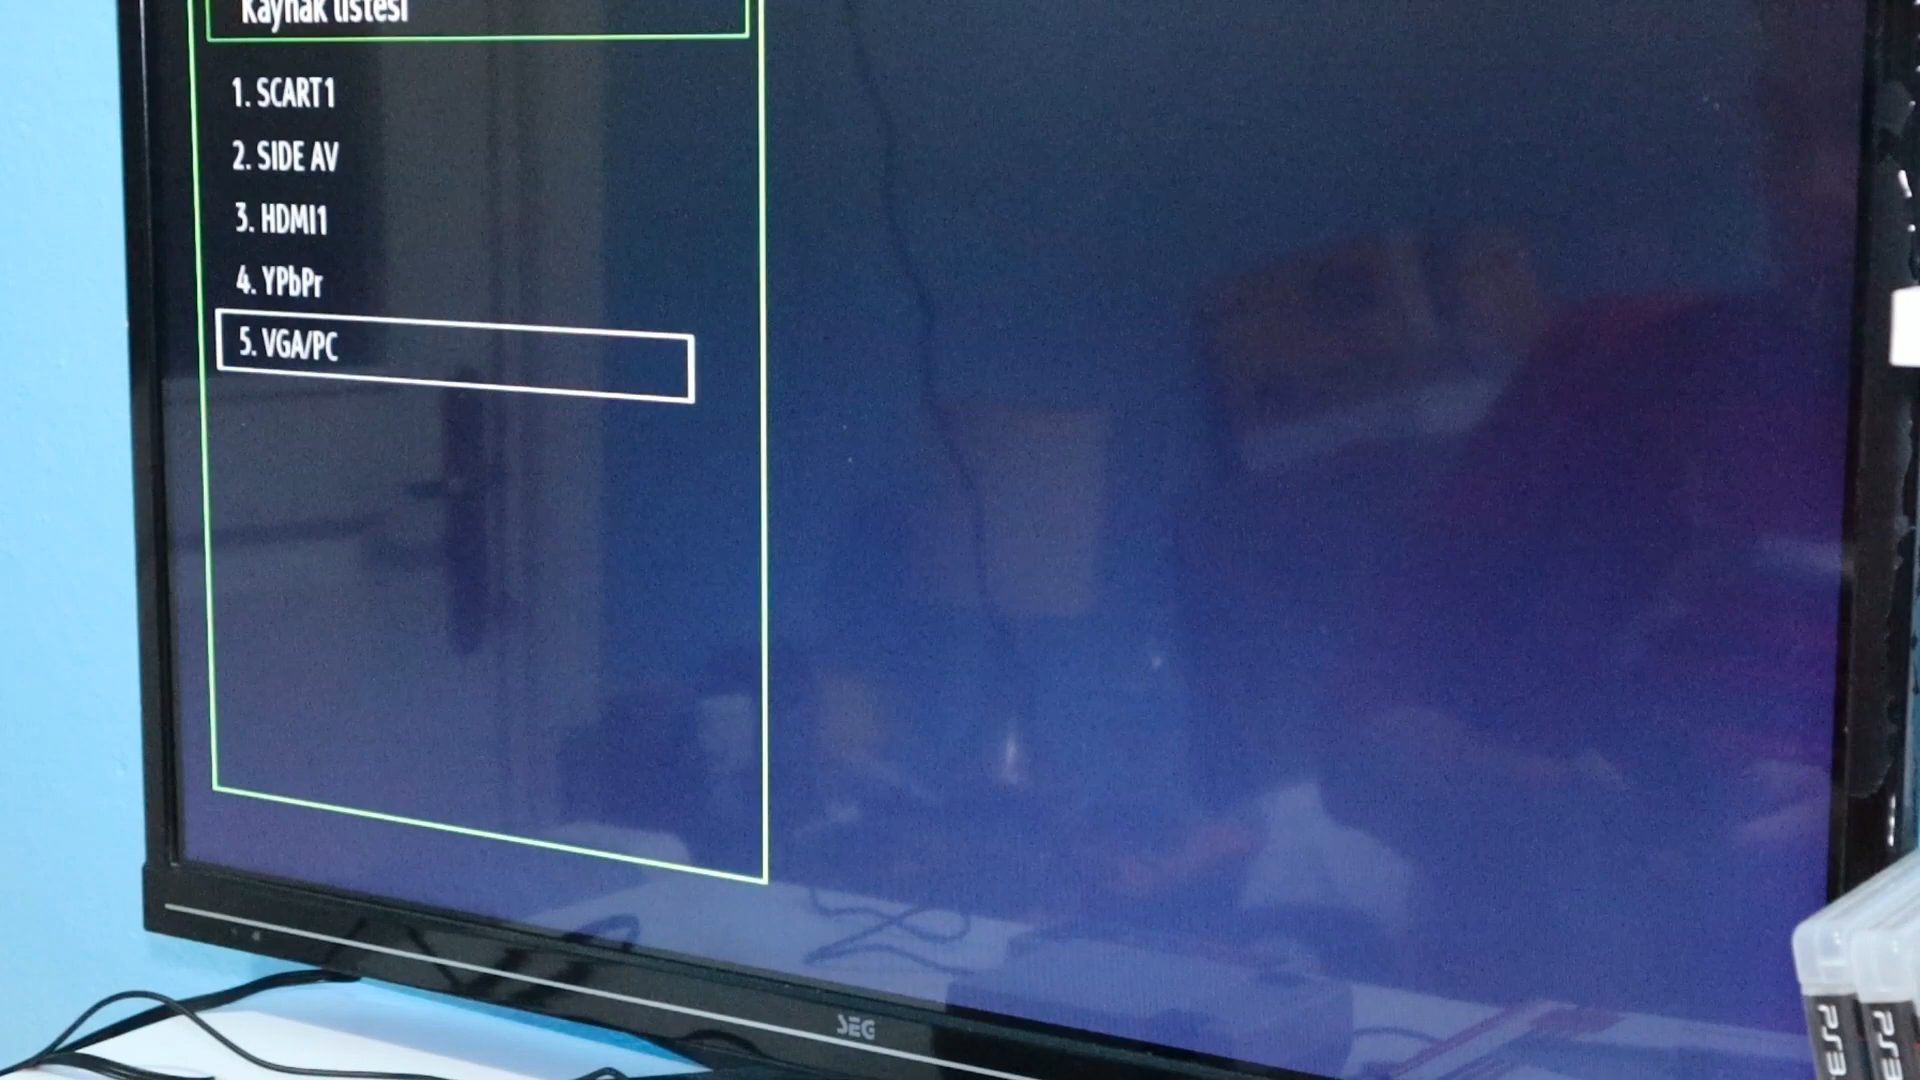 Kaynak listesi
1. SCART1
2. SIDE AV
3. HDMI1
4. YPbPr
5. VGA/PC
SEG
PS3
PS3